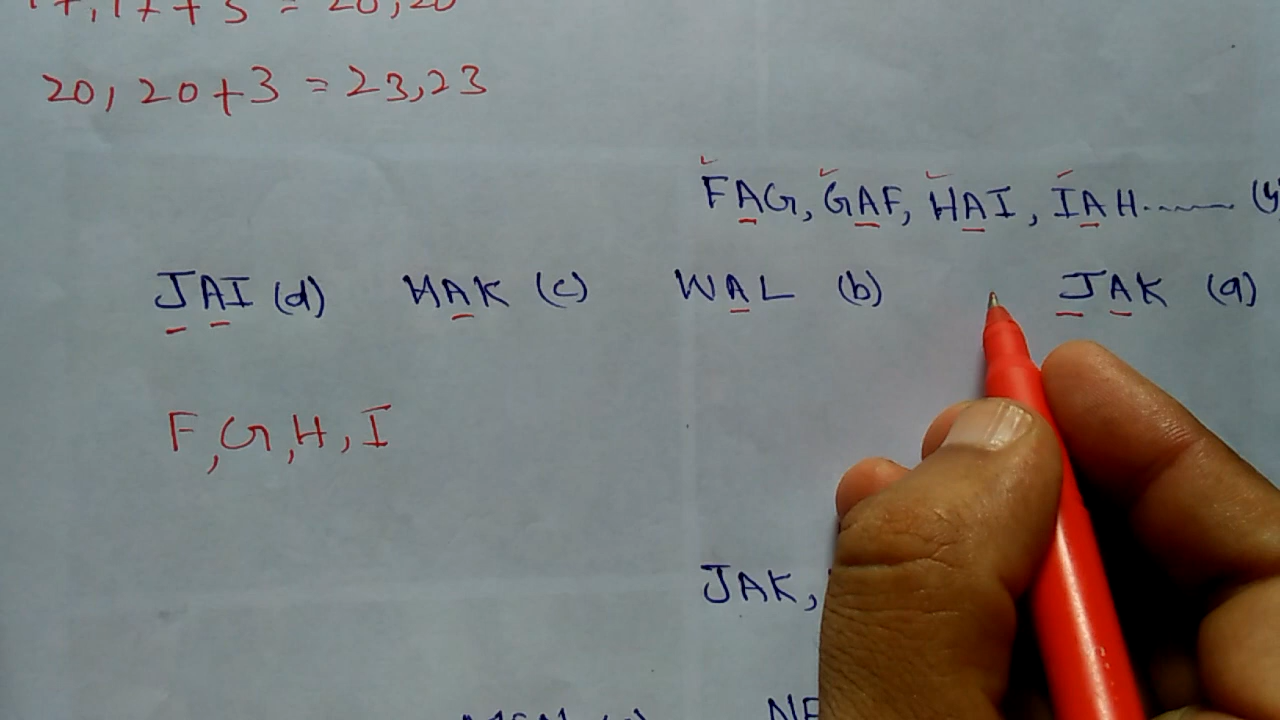 20, 20+3 = 23,23
FAG, GAF, HAI, IAH
JAI (d) HAK (c) WAL (b) JAK (a)
F, G, H, I
JAK,